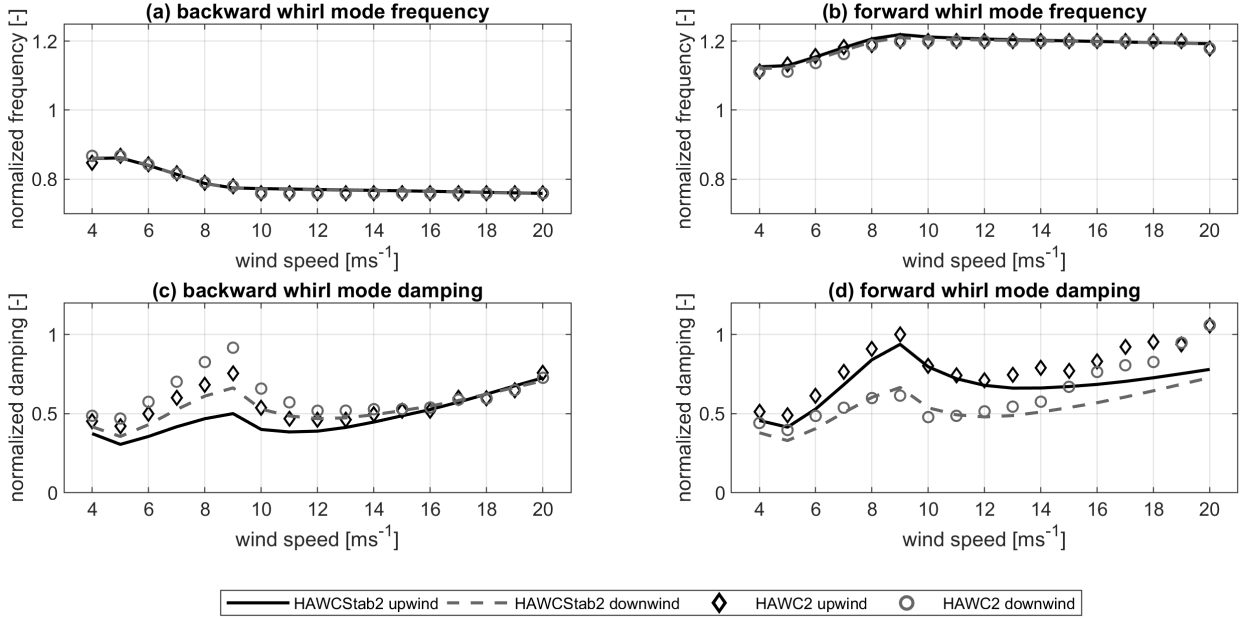 (a) backward whirl mode frequency
normalized frequency [-]
1.2
1
0.8
4 6 8 10 12 14 16 18 20
wind speed [ms-1]
(b) forward whirl mode frequency
normalized frequency [-]
1.2
1
0.8
4 6 8 10 12 14 16 18 20
wind speed [ms-1]
(c) backward whirl mode damping
normalized damping [-]
1
0.5
0
4 6 8 10 12 14 16 18 20
wind speed [ms-1]
(d) forward whirl mode damping
normalized damping [-]
1
0.5
0
4 6 8 10 12 14 16 18 20
wind speed [ms-1]
HAWCStab2 upwind HAWCStab2 downwind HAWC2 upwind HAWC2 downwind